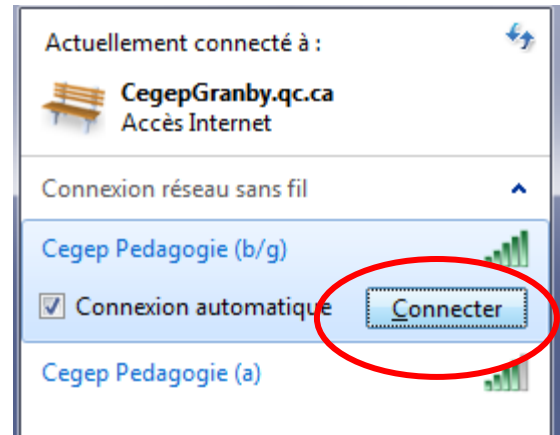 Actuellement connecté à :
CegepGranby.qc.ca
Accès Internet
Connexion réseau sans fil
Cegep Pedagogie (b/g)
Connexion automatique Connecter
Cegep Pedagogie (a)